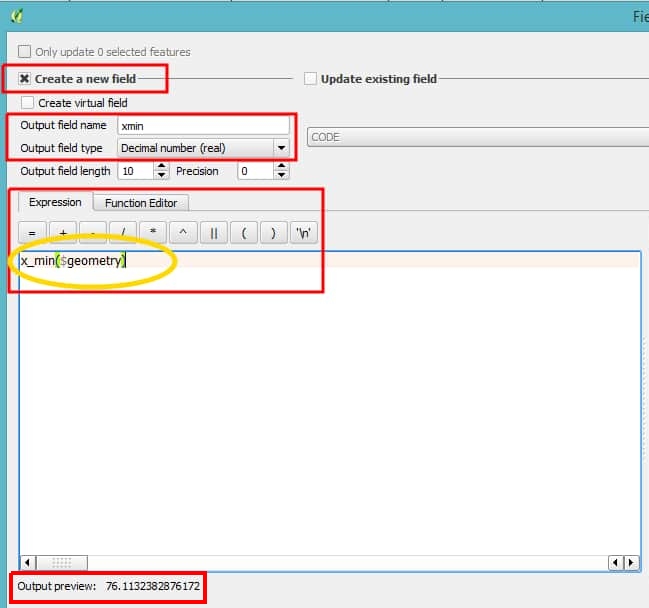 Fie
Only update 0 selected features
Create a new field
Update existing field
Create virtual field
Output field name xmin
CODE
Output field type Decimal number (real)
Output field length 10 Precision 0
Expression Function Editor
= + - / * ^ || ( ) '\n'
x_min($geometry)
Output preview: 76.1132382876172